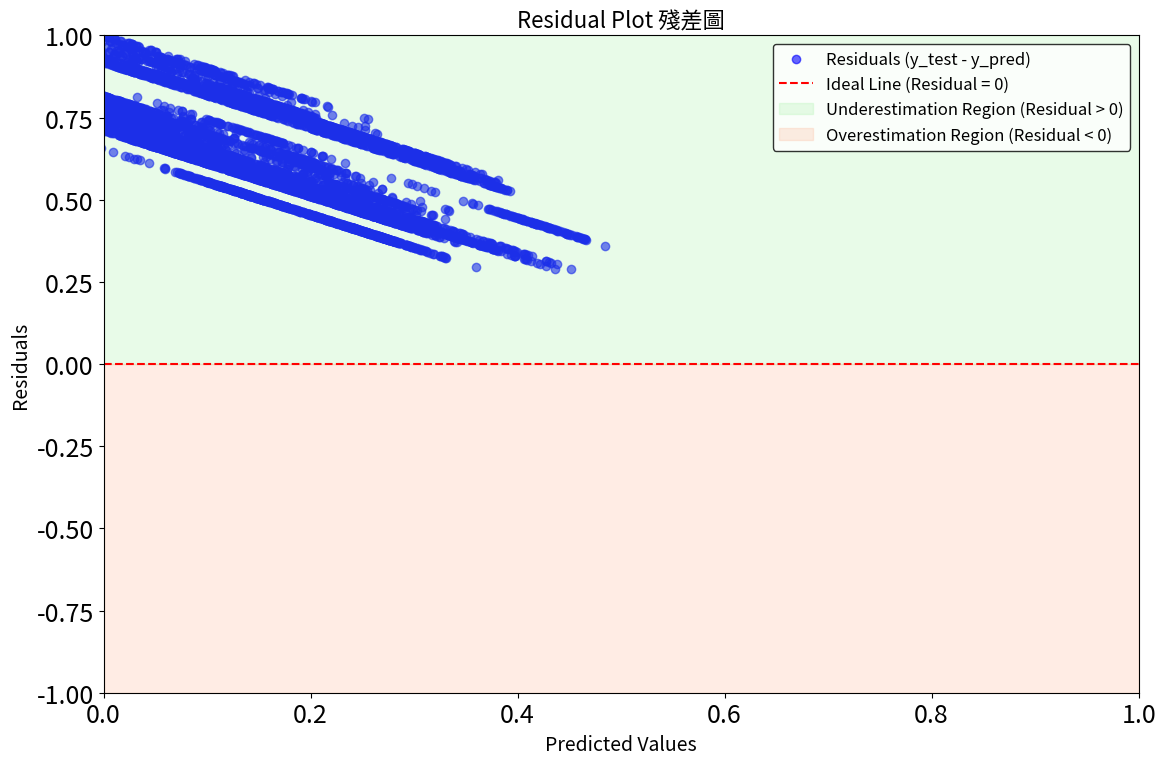 Residual Plot 殘差圖
Residuals (y_test - y_pred)
Ideal Line (Residual = 0)
Underestimation Region (Residual > 0)
Overestimation Region (Residual < 0)
Residuals
1.00
0.75
0.50
0.25
0.00
-0.25
-0.50
-0.75
-1.00
0.0 0.2 0.4 0.6 0.8 1.0
Predicted Values